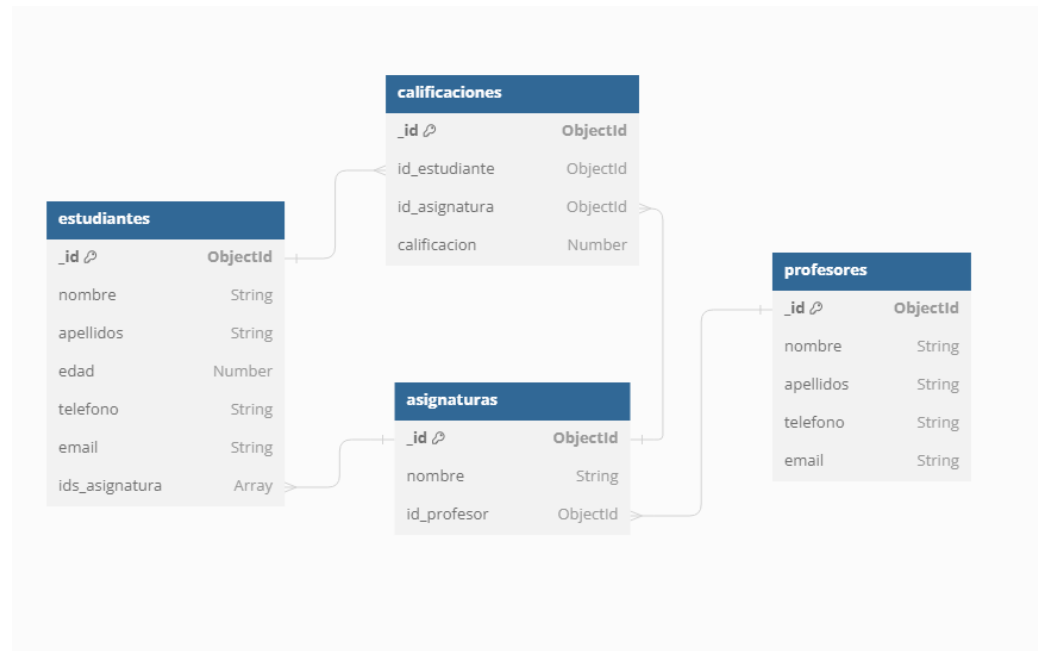 calificaciones
_id ObjectId
id_estudiante ObjectId
id_asignatura ObjectId
calificacion Number
estudiantes
_id ObjectId
nombre String
apellidos String
edad Number
telefono String
email String
ids_asignatura Array
asignaturas
_id ObjectId
nombre String
id_profesor ObjectId
profesores
_id ObjectId
nombre String
apellidos String
telefono String
email String